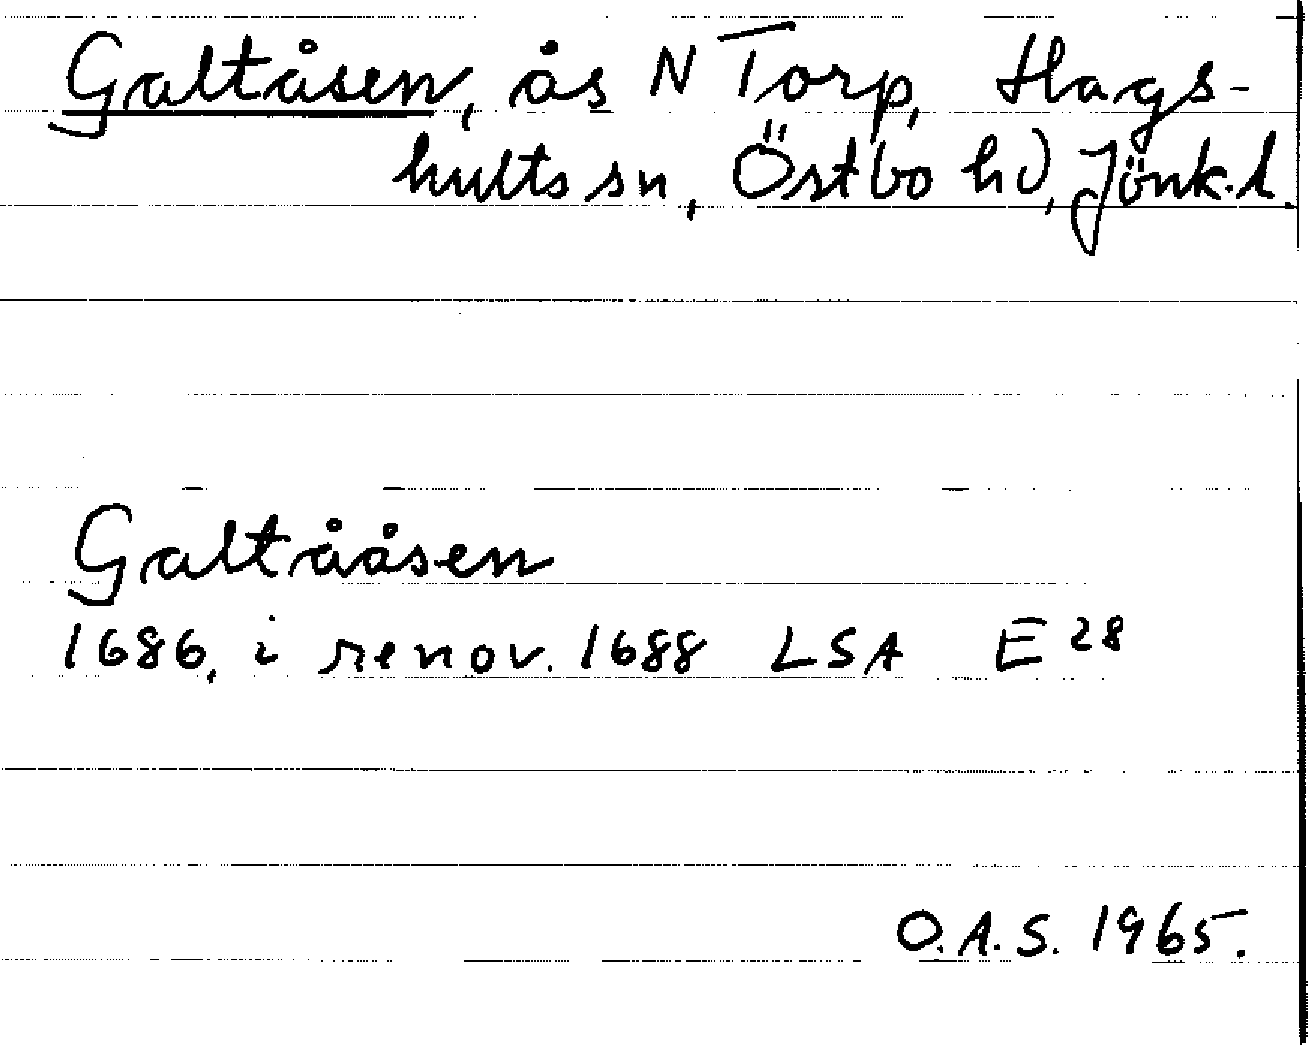 Galtåsen, ås N Torp, Hags-
hults sn, Östbo hd, Jönk.l.
Galtååsen
1686, i renov. 1688 LSA E 28
O.A.S. 1965.